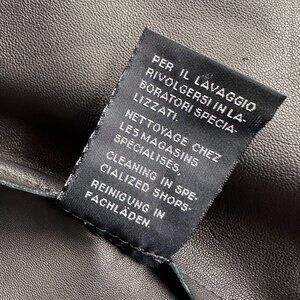 PER IL LAVAGGIO
RIVOLGERSI IN LA-
BORATORI SPECIA-
LIZZATI.
NETTOYAGE CHEZ
LES MAGASINS
SPÉCIALISÉS.
CLEANING IN SPE-
CIALIZED SHOPS-
REINIGUNG IN
FACHLÄDEN.